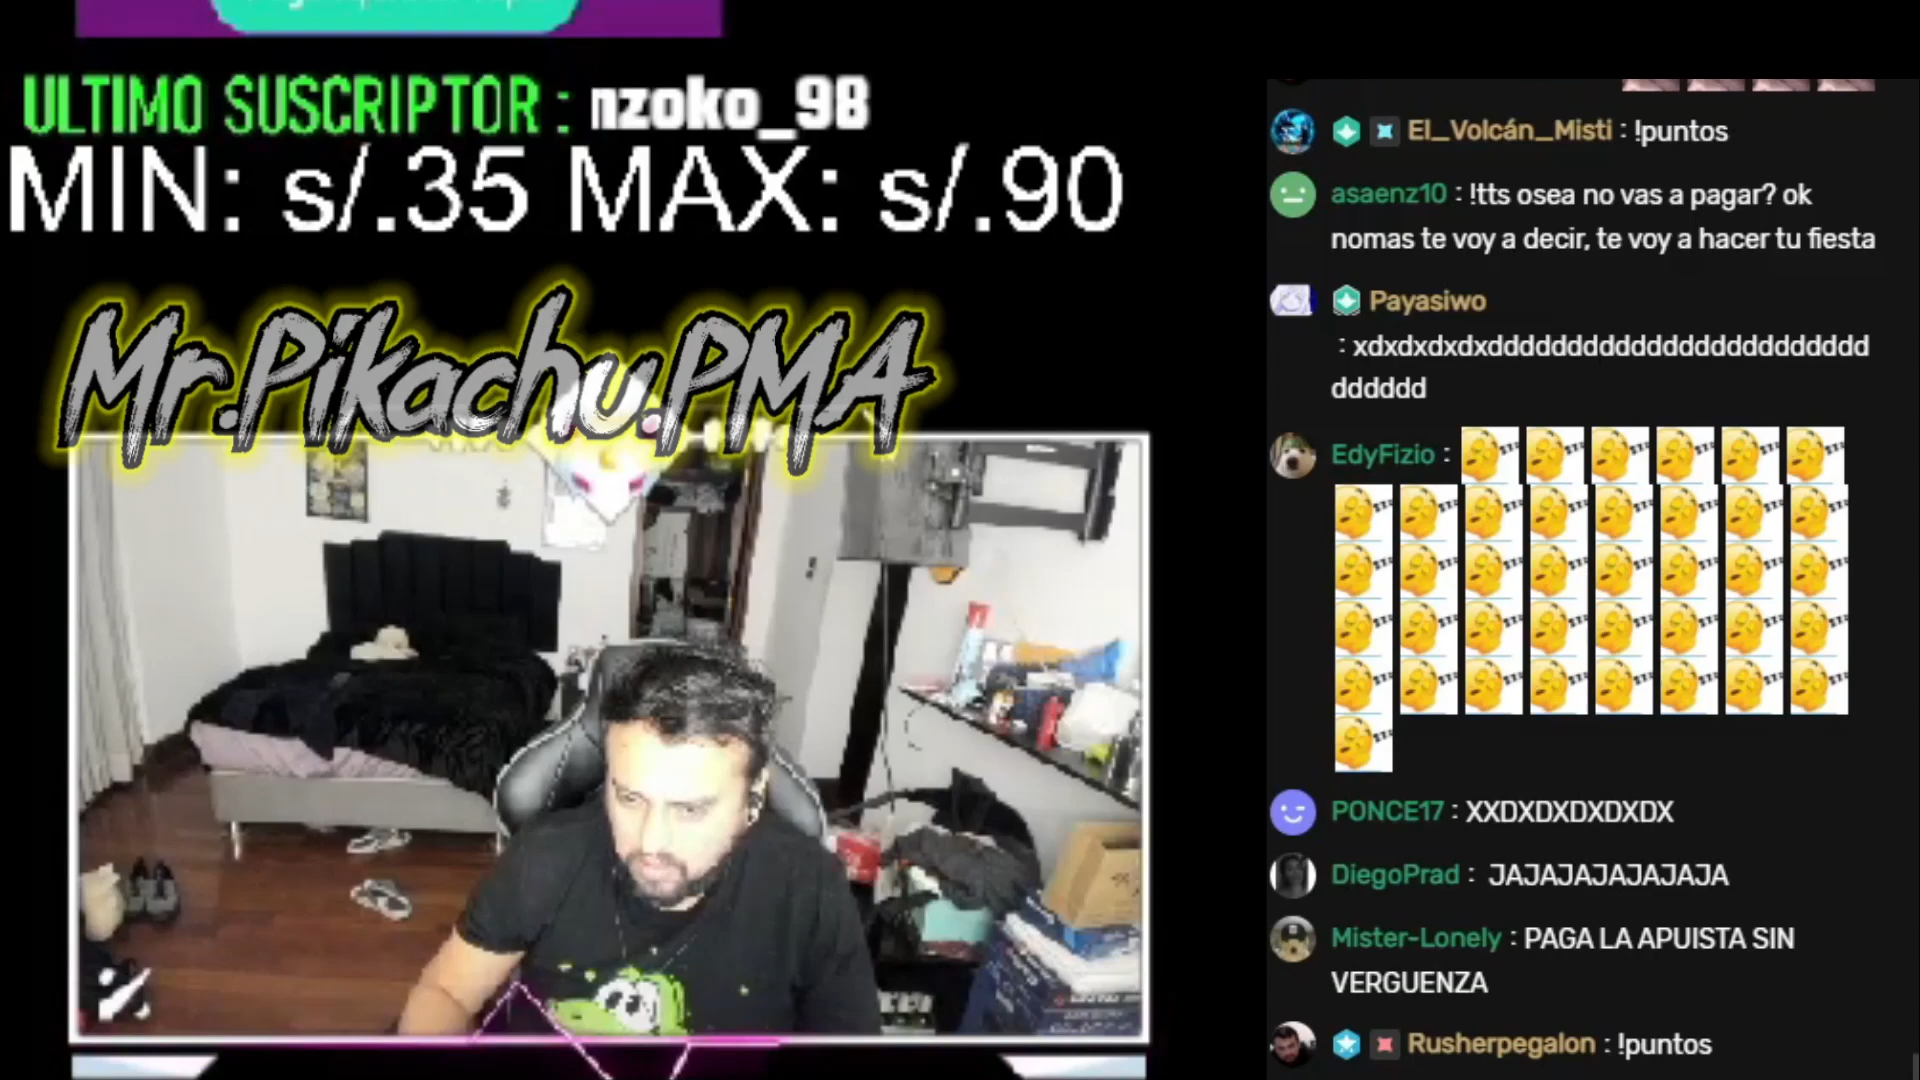 ULTIMO SUSCRIPTOR : nzoko_98
MIN: s/.35 MAX: s/.90
Mr.Pikachu.PMA
El_Volcán_Misti : !puntos
asaenz10 : !tts osea no vas a pagar? ok
nomas te voy a decir, te voy a hacer tu fiesta
Payasiwo
: xdxdxdxdxdddddddddddddddddddddddd
dddddd
EdyFizio :
PONCE17 : XXDXDXDXDXDX
DiegoPrad : JAJAJAJAJAJAJA
Mister-Lonely : PAGA LA APUISTA SIN
VERGUENZA
Rusherpegalon : !puntos